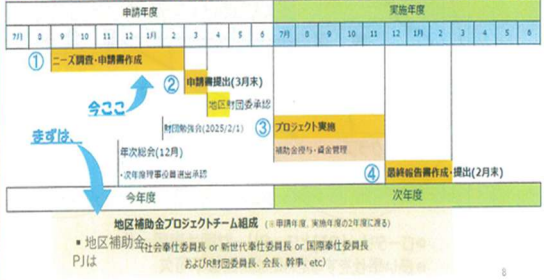 申請年度 実施年度
7月 8 9 10 11 12 1月 2 3 4 5 6 7月 8 9 10 11 12 1月 2 3 4 5 6
① ニーズ調査・申請書作成
② 申請書提出(3月末)
今ここ
地区財団委承認
まずは、
財団勉強会(2025/2/1)
③ プロジェクト実施
年次総会(12月)
補助金授与・資金管理
・次年度理事役員選出承認
④ 最終報告書作成・提出(2月末)
今年度 次年度
地区補助金プロジェクトチーム組成 (※申請年度、実施年度の2年度に渡る)
▪ 地区補助金PJは
社会奉仕委員長 or 新世代奉仕委員長 or 国際奉仕委員長
およびR財団委員長、会長、幹事、etc)
8